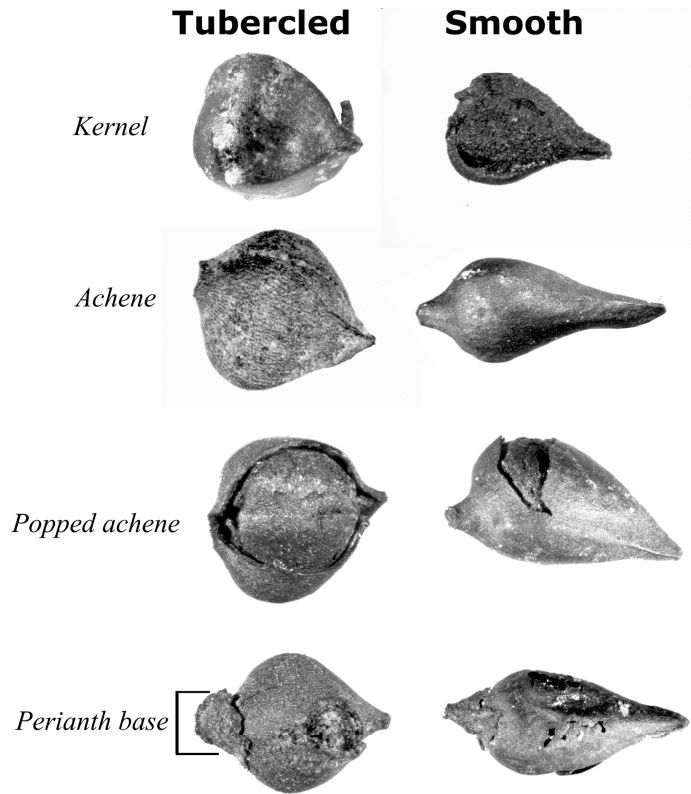 Tubercled Smooth
Kernel
Achene
Popped achene
Perianth base